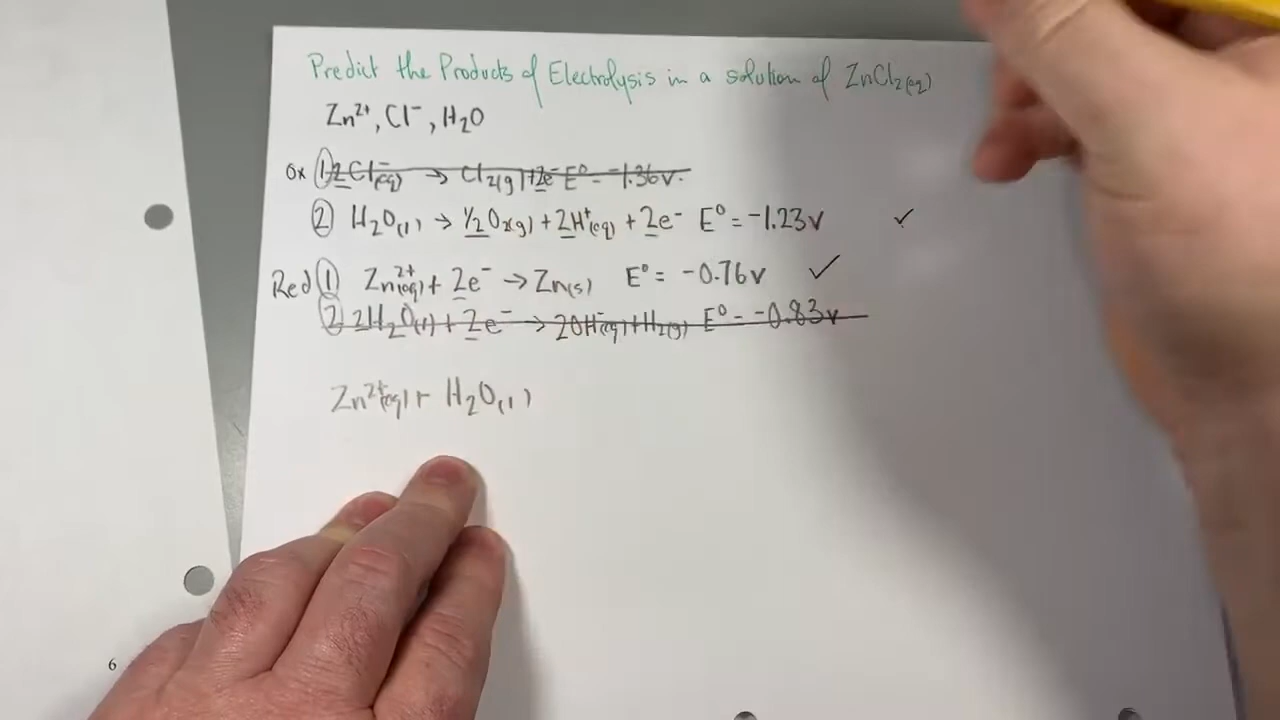 Predict the Products of Electrolysis in a solution of ZnCl₂(aq)
Zn²⁺, Cl⁻, H₂O
Ox ① 2Cl⁻(aq) → Cl₂(g) + 2e⁻ E° = -1.36v
② H₂O(l) → 1/2 O₂(g) + 2H⁺(aq) + 2e⁻ E° = -1.23v ✓
Red ① Zn²⁺(aq) + 2e⁻ → Zn(s) E° = -0.76v ✓
② 2H₂O(l) + 2e⁻ → 2OH⁻(aq) + H₂(g) E° = -0.83v
Zn²⁺(aq) + H₂O(l)
6